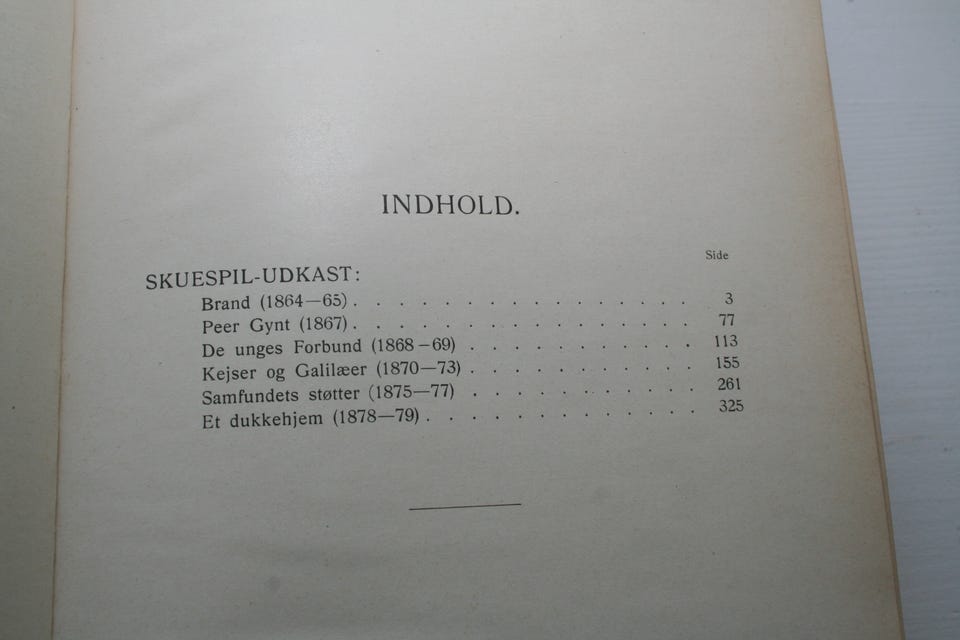 INDHOLD.
Side
SKUESPIL-UDKAST:
Brand (1864—65) . . . . . . . . . . . . 3
Peer Gynt (1867) . . . . . . . . . . . . 77
De unges Forbund (1868–69) . . . . . . . . 113
Kejser og Galilæer (1870—73) . . . . . . . . 155
Samfundets støtter (1875—77) . . . . . . . . 261
Et dukkehjem (1878—79) . . . . . . . . . . 325